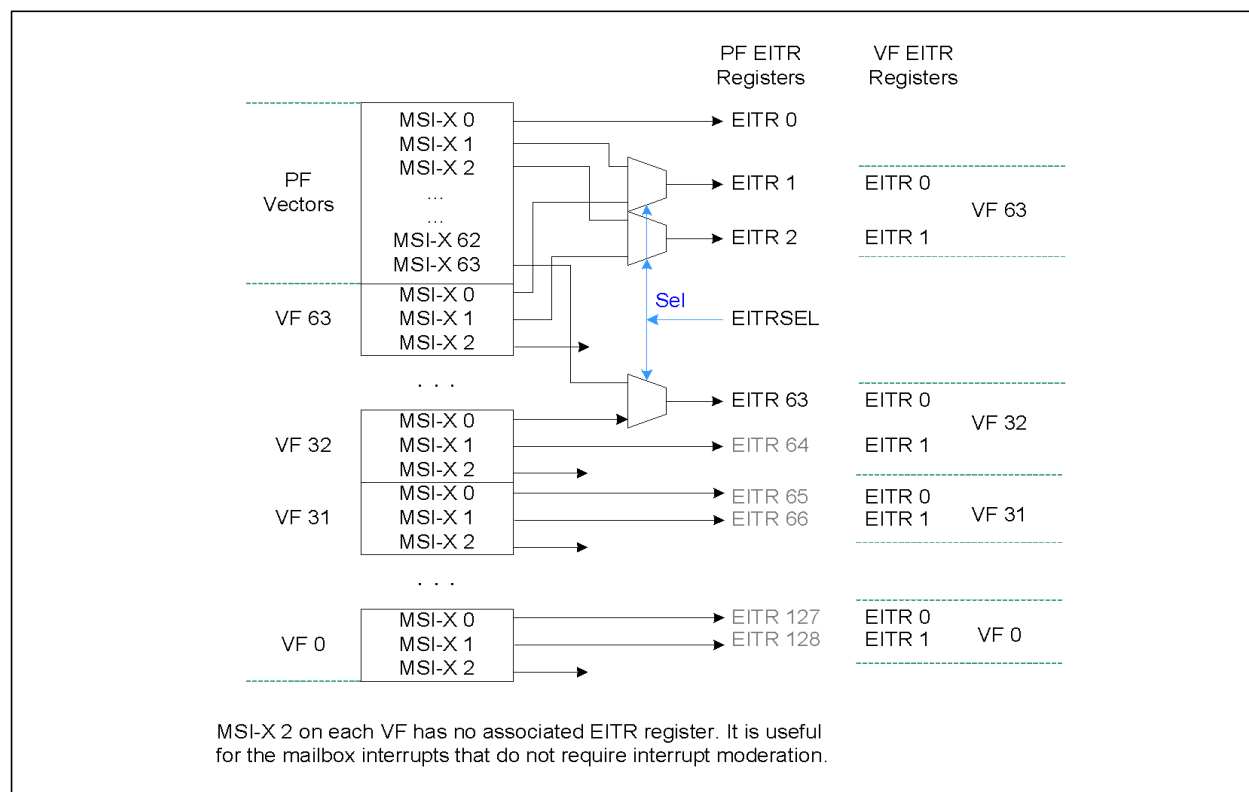 PF EITR
Registers
VF EITR
Registers
PF
Vectors
MSI-X 0
MSI-X 1
MSI-X 2
...
...
MSI-X 62
MSI-X 63
EITR 0
EITR 1
EITR 2
EITR 0
EITR 1
VF 63
VF 63
MSI-X 0
MSI-X 1
MSI-X 2
Sel
EITRSEL
. . .
VF 32
MSI-X 0
MSI-X 1
MSI-X 2
EITR 63
EITR 64
EITR 0
EITR 1
VF 32
VF 31
MSI-X 0
MSI-X 1
MSI-X 2
EITR 65
EITR 66
EITR 0
EITR 1
VF 31
. . .
VF 0
MSI-X 0
MSI-X 1
MSI-X 2
EITR 127
EITR 128
EITR 0
EITR 1
VF 0
MSI-X 2 on each VF has no associated EITR register. It is useful
for the mailbox interrupts that do not require interrupt moderation.